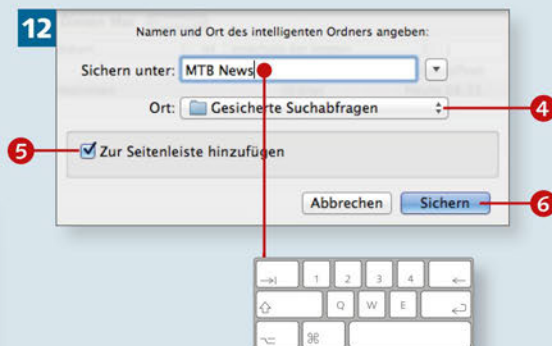 12
Namen und Ort des intelligenten Ordners angeben:
Sichern unter: MTB News
Ort: Gesicherte Suchabfragen
4
5
Zur Seitenleiste hinzufügen
Abbrechen Sichern
6
1 2 3 4
Q W E
⌥ ⌘